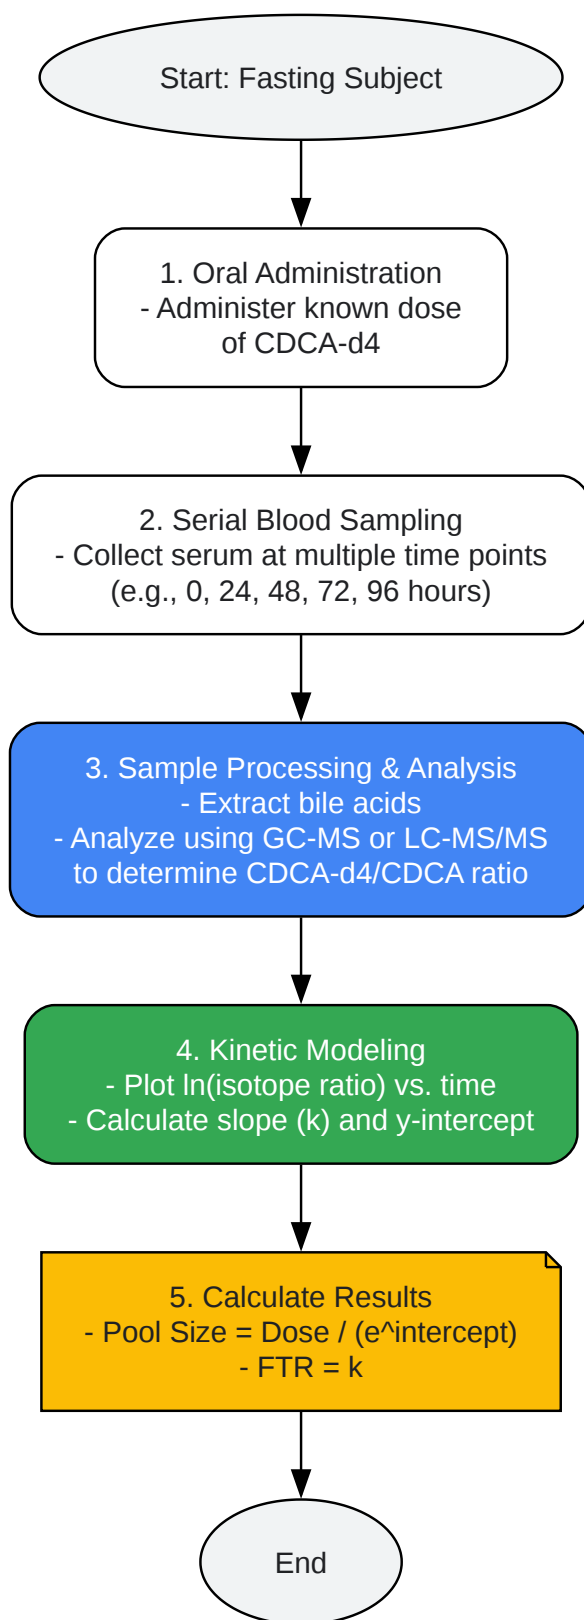 Start: Fasting Subject
1. Oral Administration
- Administer known dose
of CDCA-d4
2. Serial Blood Sampling
- Collect serum at multiple time points
(e.g., 0, 24, 48, 72, 96 hours)
3. Sample Processing & Analysis
- Extract bile acids
- Analyze using GC-MS or LC-MS/MS
to determine CDCA-d4/CDCA ratio
4. Kinetic Modeling
- Plot ln(isotope ratio) vs. time
- Calculate slope (k) and y-intercept
5. Calculate Results
- Pool Size = Dose / (e^intercept)
- FTR = k
End